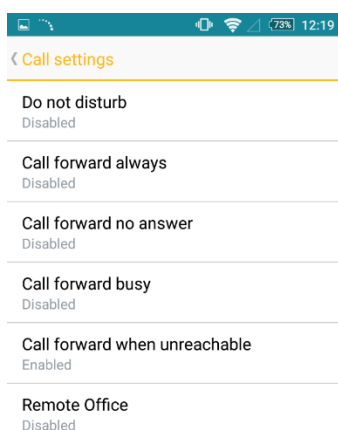 73% 12:19
Call settings
Do not disturb
Disabled
Call forward always
Disabled
Call forward no answer
Disabled
Call forward busy
Disabled
Call forward when unreachable
Enabled
Remote Office
Disabled